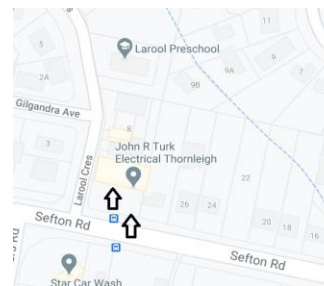 11
5
Larool Preschool
2A
9A
9
7
9B
Gilgandra Ave
8
3
John R Turk
Electrical Thornleigh
Larool Cres
22
26
24
Sefton Rd
20
18
16
Sefton Rd
Star Car Wash